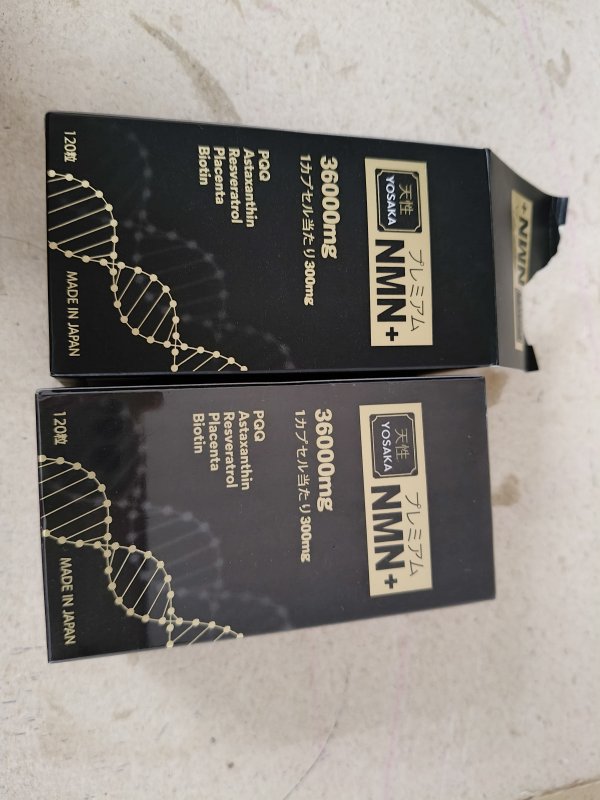 天性
YOSAKA
プレミアム
NMN+
36000mg
1カプセル当たり300mg
PQQ
Astaxanthin
Resveratrol
Placenta
Biotin
120粒
MADE IN JAPAN
NMN+
天性
YOSAKA
プレミアム
NMN+
36000mg
1カプセル当たり300mg
PQQ
Astaxanthin
Resveratrol
Placenta
Biotin
120粒
MADE IN JAPAN